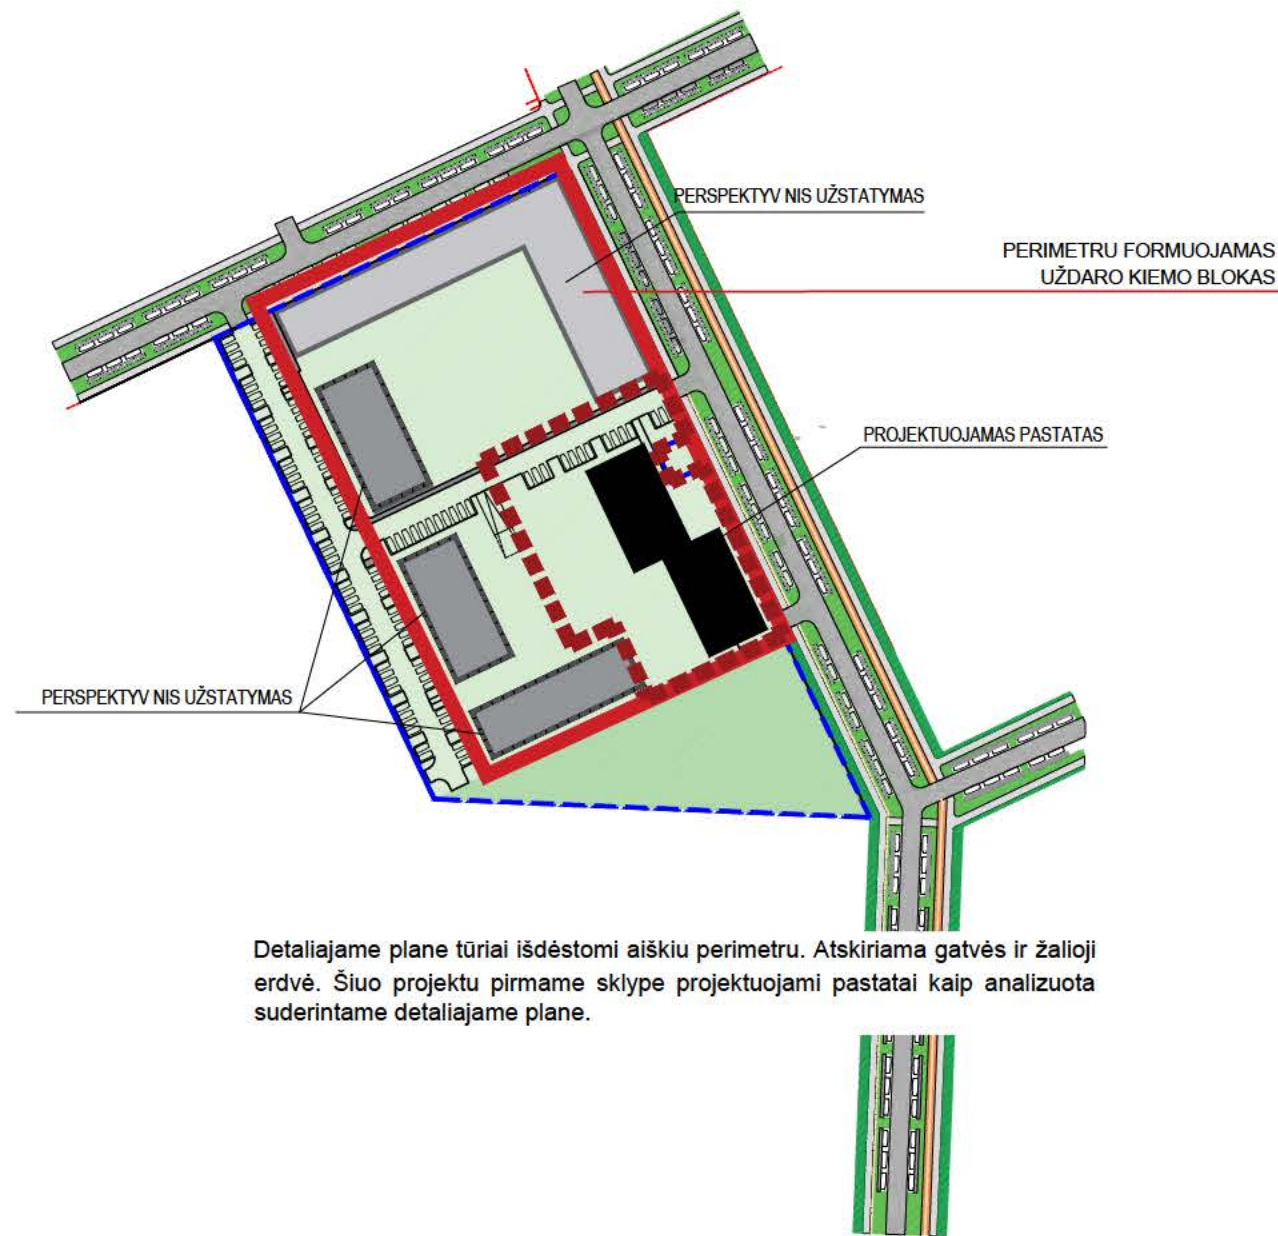 PERSPEKTYV NIS UŽSTATYMAS
PERIMETRU FORMUOJAMAS
UŽDARO KIEMO BLOKAS
PROJEKTUOJAMAS PASTATAS
PERSPEKTYV NIS UŽSTATYMAS
Detaliajame plane tūriai išdėstomi aiškiu perimetru. Atskiriama gatvės ir žalioji
erdvė. Šiuo projektu pirmame sklype projektuojami pastatai kaip analizuota
suderintame detaliajame plane.